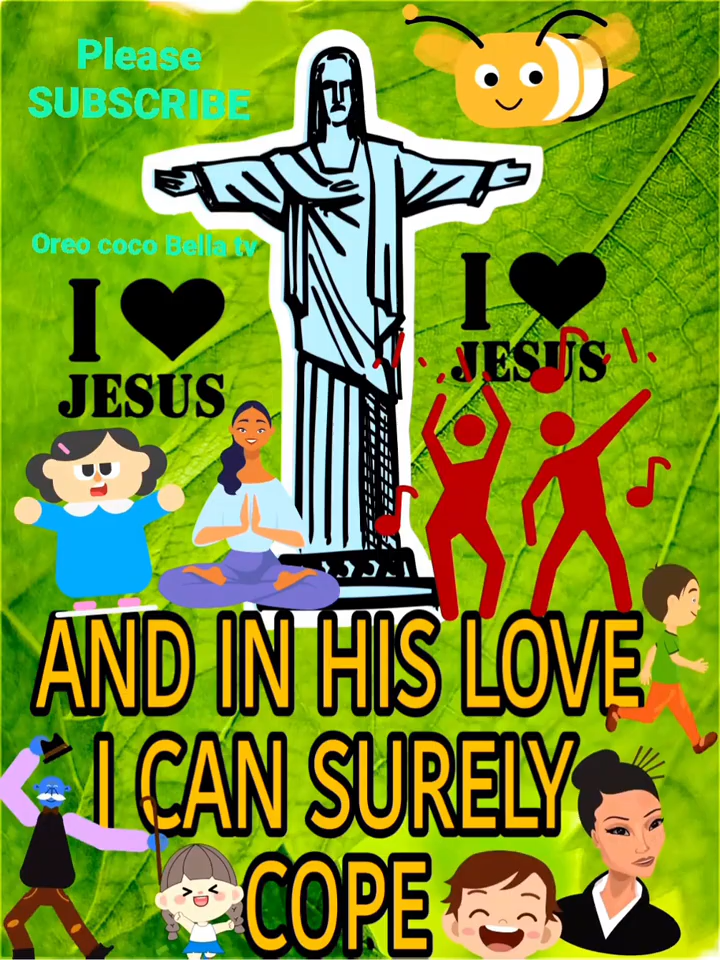 Please
SUBSCRIBE
Oreo coco Bella tv
I ♥
JESUS
I ♥
JESUS
AND IN HIS LOVE
I CAN SURELY
COPE